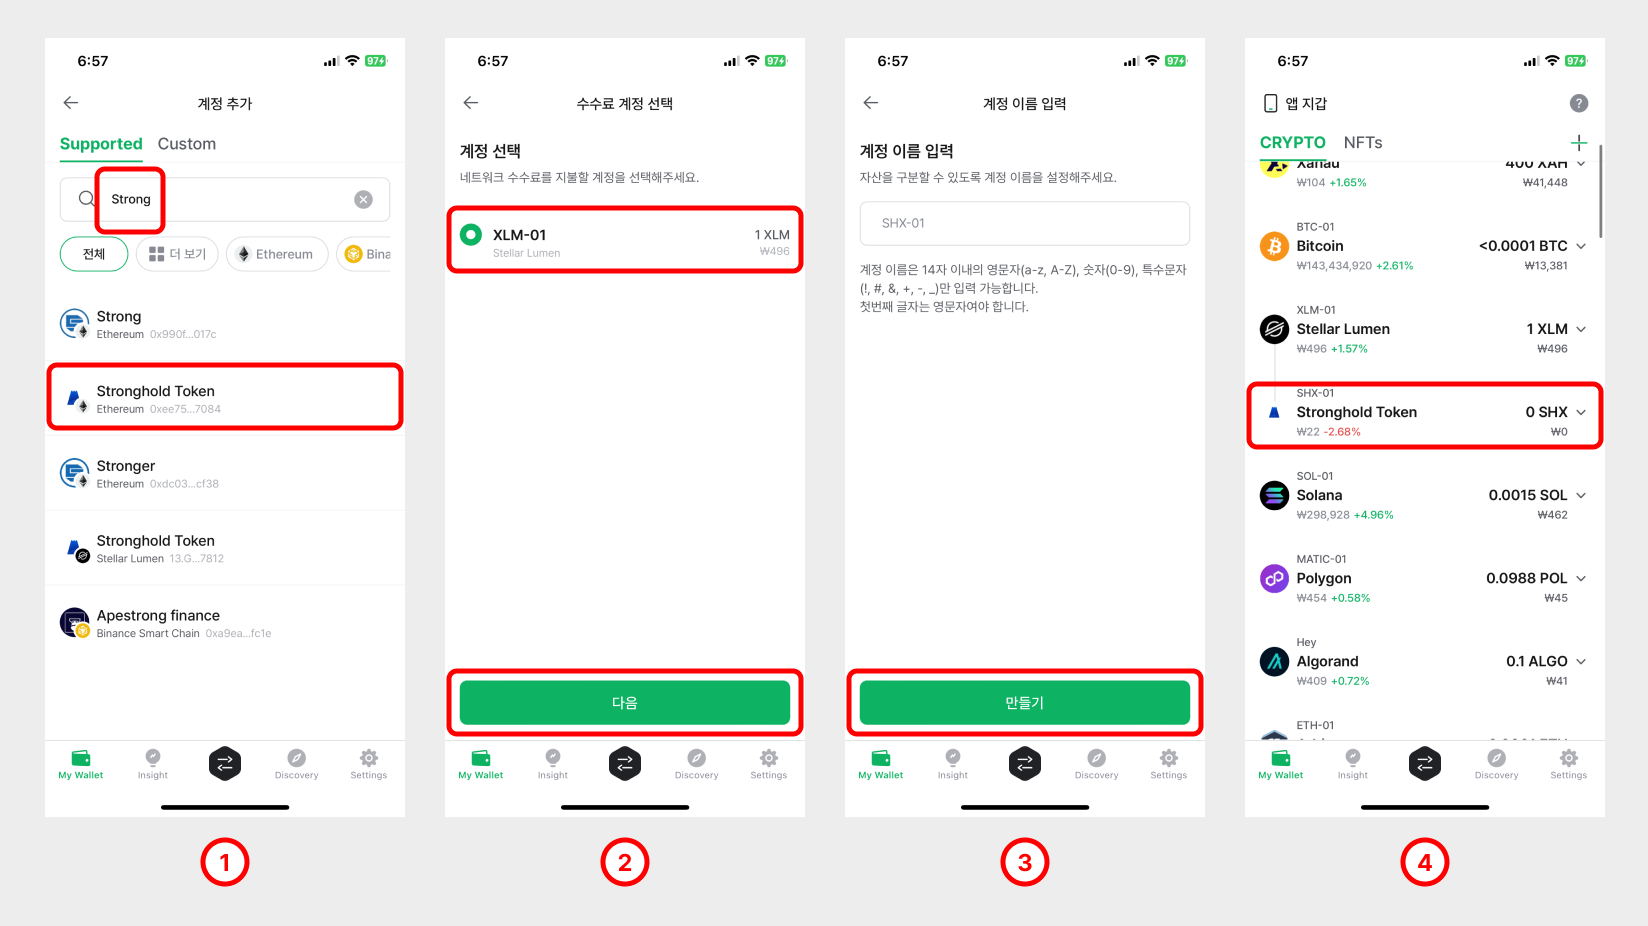 6:57
97
계정 추가
Supported
Custom
Strong
전체
더 보기
Ethereum
Bina
Strong
Ethereum 0x990f...017c
Stronghold Token
Ethereum 0xee75...7084
Stronger
Ethereum 0xdc03...cf38
Stronghold Token
Stellar Lumen 13.G...7812
Apestrong finance
Binance Smart Chain 0xa9ea...fc1e
My Wallet
Insight
Discovery
Settings
1
6:57
97
수수료 계정 선택
계정 선택
네트워크 수수료를 지불할 계정을 선택해주세요.
XLM-01
1 XLM
Stellar Lumen
₩496
다음
My Wallet
Insight
Discovery
Settings
2
6:57
97
계정 이름 입력
계정 이름 입력
자산을 구분할 수 있도록 계정 이름을 설정해주세요.
SHX-01
계정 이름은 14자 이내의 영문자(a-z, A-Z), 숫자(0-9), 특수문자
(!, #, &, +, -, _)만 입력 가능합니다.
첫번째 글자는 영문자여야 합니다.
만들기
My Wallet
Insight
Discovery
Settings
3
6:57
97
앱 지갑
?
CRYPTO
NFTs
Xahau
400 XAH
₩104 +1.65%
₩41,448
BTC-01
Bitcoin
<0.0001 BTC
₩143,434,920 +2.61%
₩13,381
XLM-01
Stellar Lumen
1 XLM
₩496 +1.57%
₩496
SHX-01
Stronghold Token
0 SHX
₩22 -2.68%
₩0
SOL-01
Solana
0.0015 SOL
₩298,928 +4.96%
₩462
MATIC-01
Polygon
0.0988 POL
₩454 +0.58%
₩45
Hey
Algorand
0.1 ALGO
₩409 +0.72%
₩41
ETH-01
My Wallet
Insight
Discovery
Settings
4